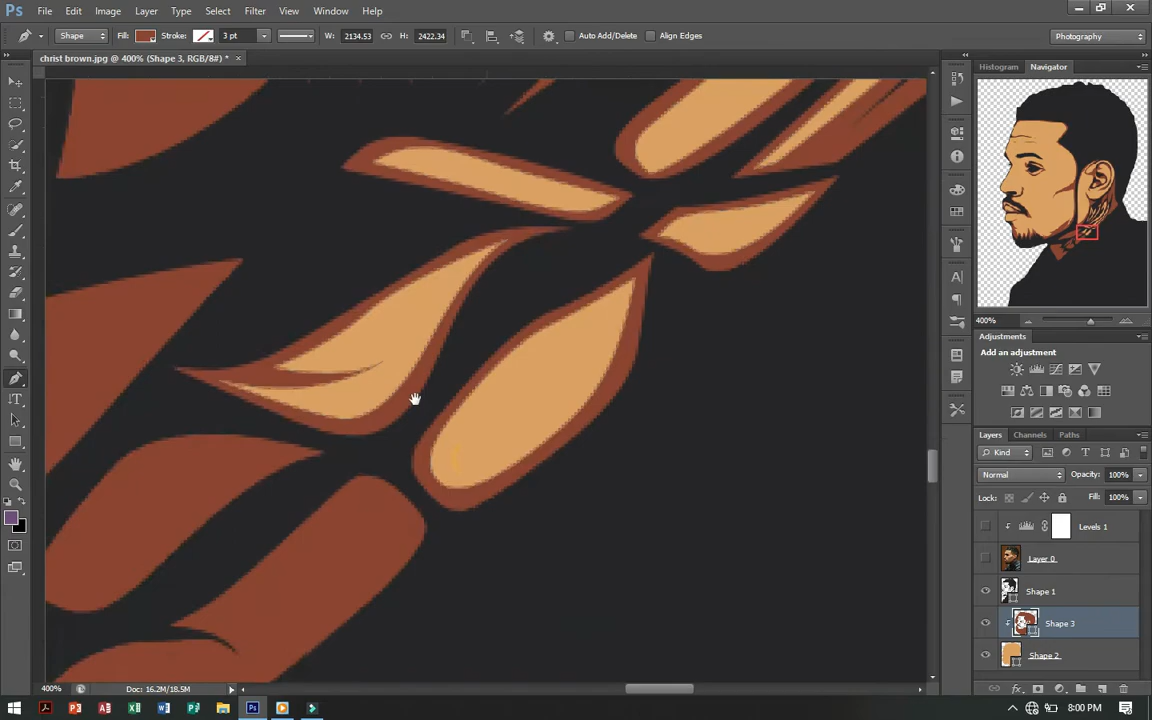 Ps File Edit Image Layer Type Select Filter View Window Help
Shape Fill: Stroke: 3 pt W: 2134.53 H: 2422.34 Auto Add/Delete Align Edges Photography
christ brown.jpg @ 400% (Shape 3, RGB/8#) * ×
Histogram Navigator
400%
Adjustments
Add an adjustment
Layers Channels Paths
Kind
Normal Opacity: 100%
Lock: Fill: 100%
Levels 1
Layer 0
Shape 1
Shape 3
Shape 2
fx
400% Doc: 16.2M/18.5M
8:00 PM